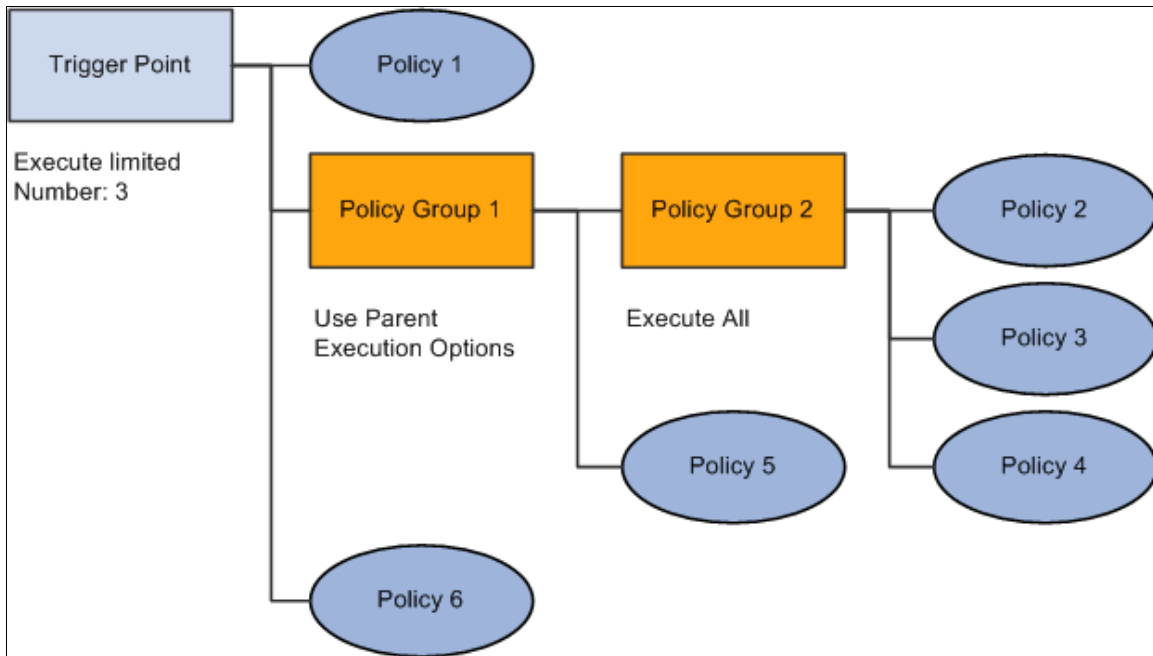 Trigger Point
Policy 1
Execute limited
Number: 3
Policy Group 1
Policy Group 2
Policy 2
Use Parent
Execution Options
Execute All
Policy 3
Policy 5
Policy 4
Policy 6